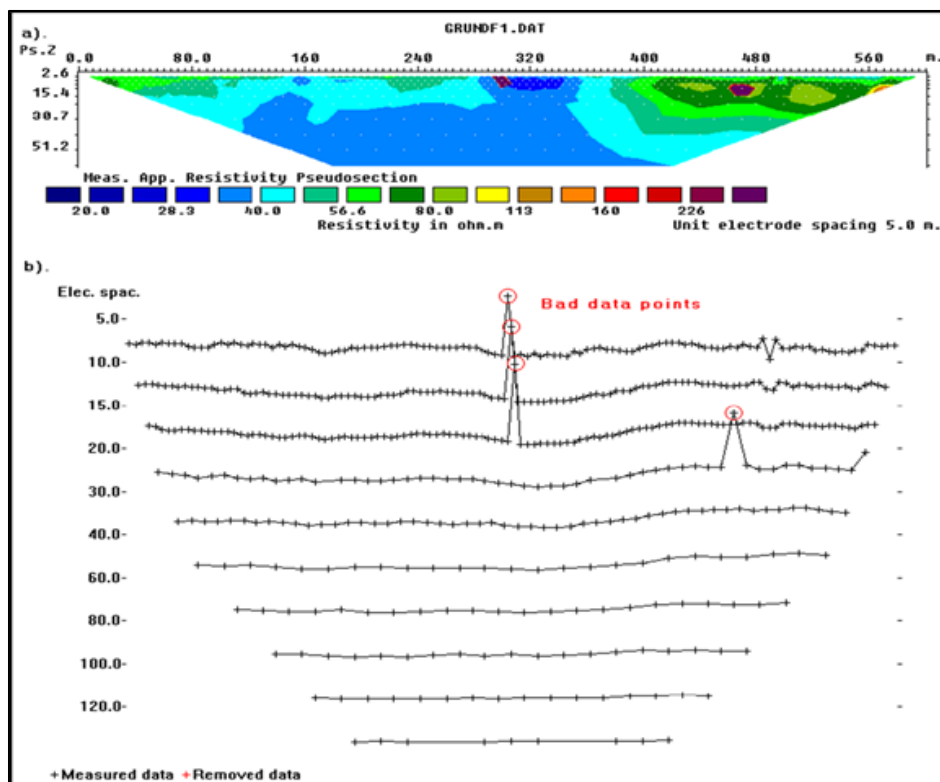 GRUNDF1.DAT
a).
Ps.Z
0.0 80.0 160 240 320 400 480 560 m.
2.6
15.4
30.7
51.2
Meas. App. Resistivity Pseudosection
20.0 28.3 40.0 56.6 80.0 113 160 226
Resistivity in ohm.m Unit electrode spacing 5.0 m.
b).
Elec. spac.
Bad data points
5.0-
10.0-
15.0-
20.0-
30.0-
40.0-
60.0-
80.0-
100.0-
120.0-
+Measured data +Removed data